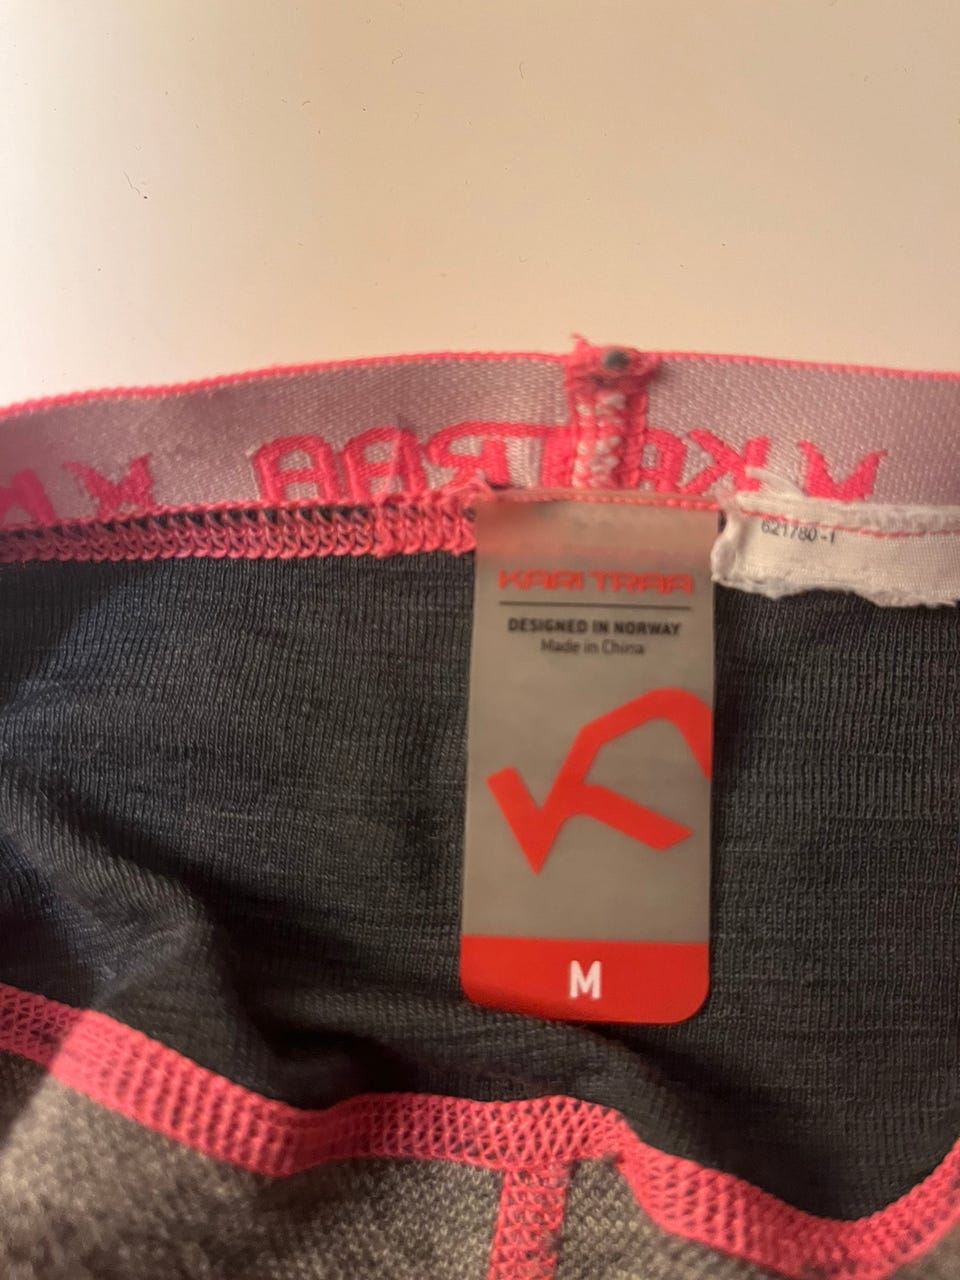 KARI TRAA
621780-1
KARI TRAA
DESIGNED IN NORWAY
Made in China
M